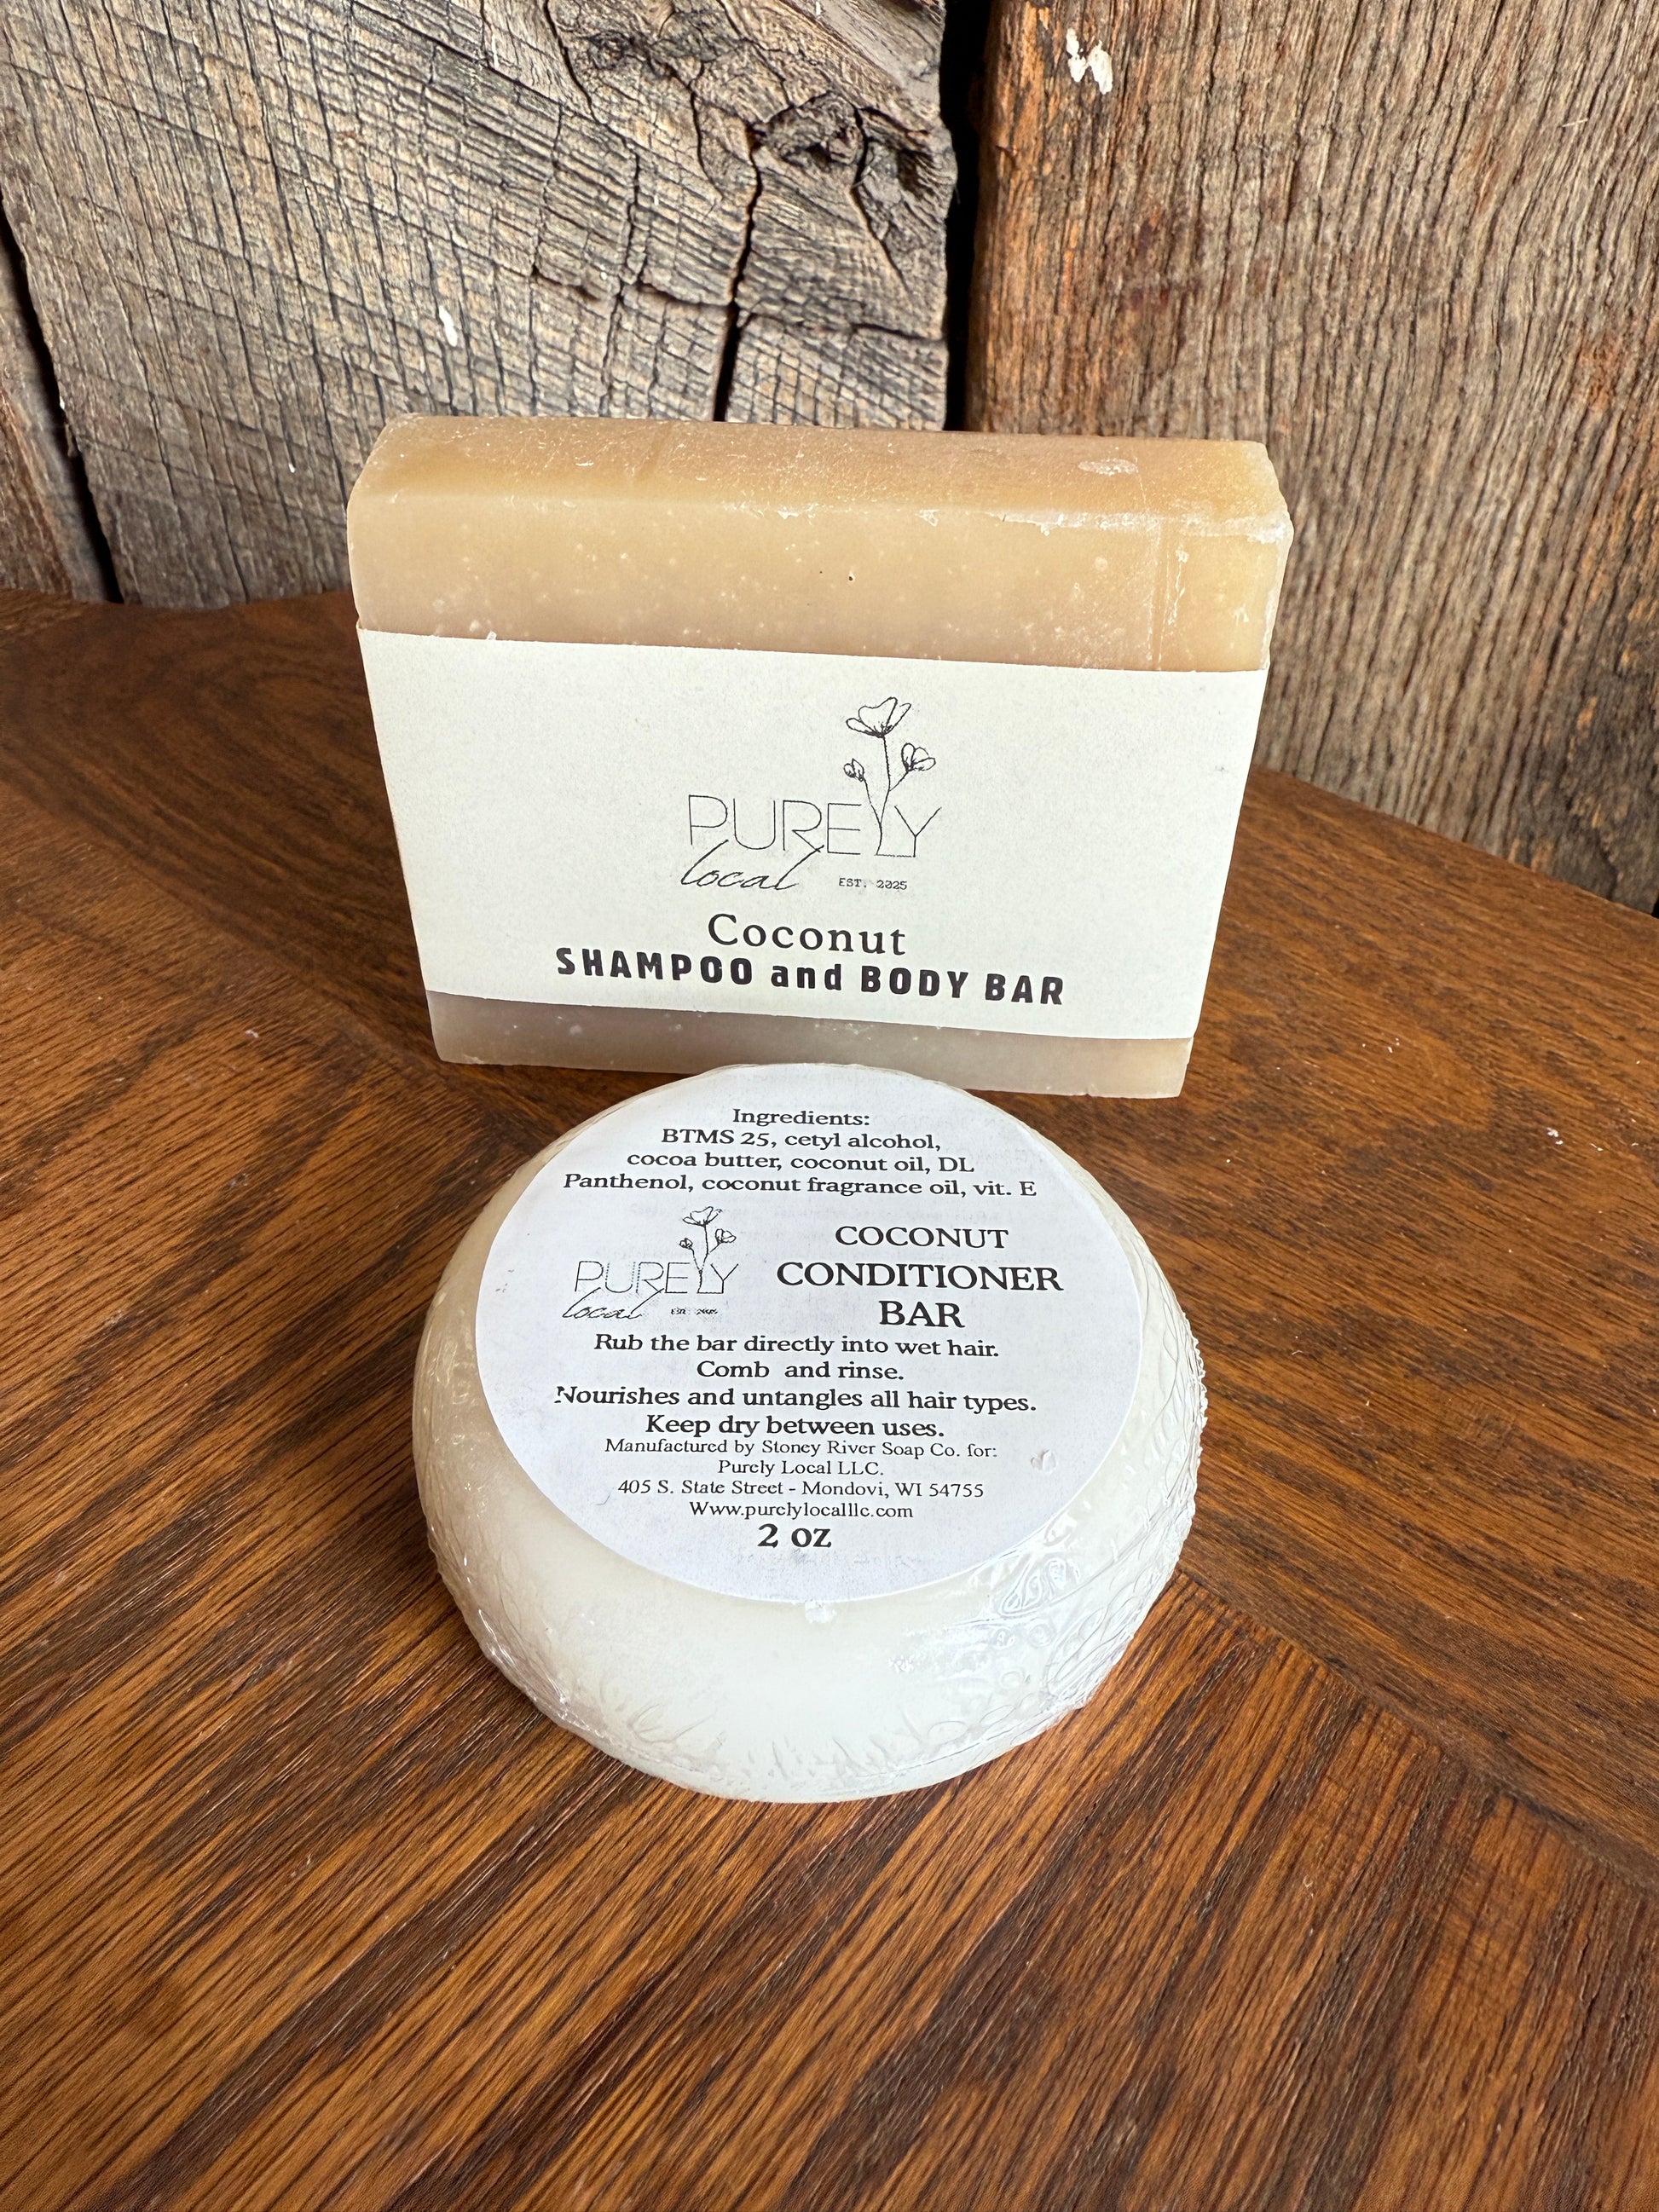 PURELY
local EST. 2025
Coconut
SHAMPOO and BODY BAR
Ingredients:
BTMS 25, cetyl alcohol,
cocoa butter, coconut oil, DL
Panthenol, coconut fragrance oil, vit. E
PURELY
local EST. 2025
COCONUT
CONDITIONER
BAR
Rub the bar directly into wet hair.
Comb and rinse.
Nourishes and untangles all hair types.
Keep dry between uses.
Manufactured by Stoney River Soap Co. for:
Purely Local LLC.
405 S. State Street - Mondovi, WI 54755
Www.purelylocalllc.com
2 oz